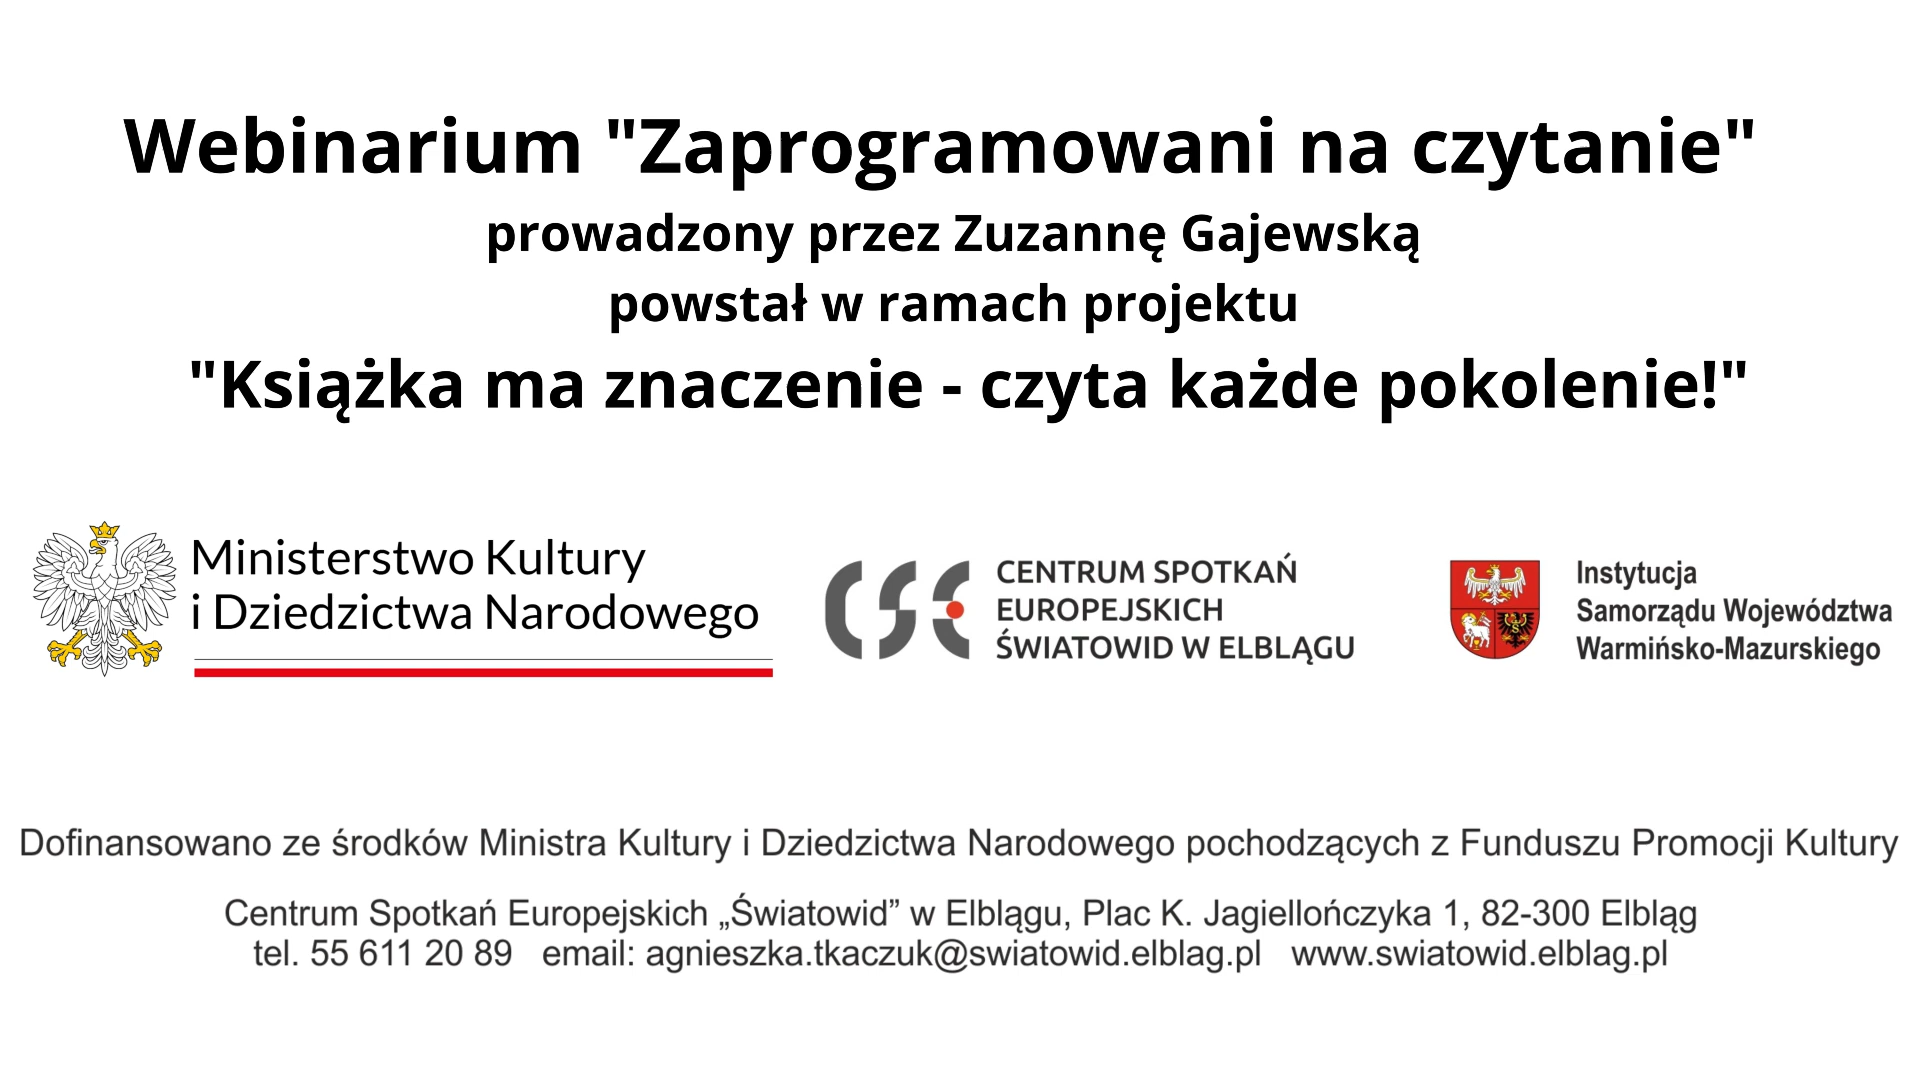 Webinarium "Zaprogramowani na czytanie"
prowadzony przez Zuzannę Gajewską
powstał w ramach projektu
"Książka ma znaczenie - czyta każde pokolenie!"
Ministerstwo Kultury
i Dziedzictwa Narodowego
CSE
CENTRUM SPOTKAŃ
EUROPEJSKICH
ŚWIATOWID W ELBLĄGU
Instytucja
Samorządu Województwa
Warmińsko-Mazurskiego
Dofinansowano ze środków Ministra Kultury i Dziedzictwa Narodowego pochodzących z Funduszu Promocji Kultury
Centrum Spotkań Europejskich „Światowid” w Elblągu, Plac K. Jagiellończyka 1, 82-300 Elbląg
tel. 55 611 20 89 email: agnieszka.tkaczuk@swiatowid.elblag.pl www.swiatowid.elblag.pl